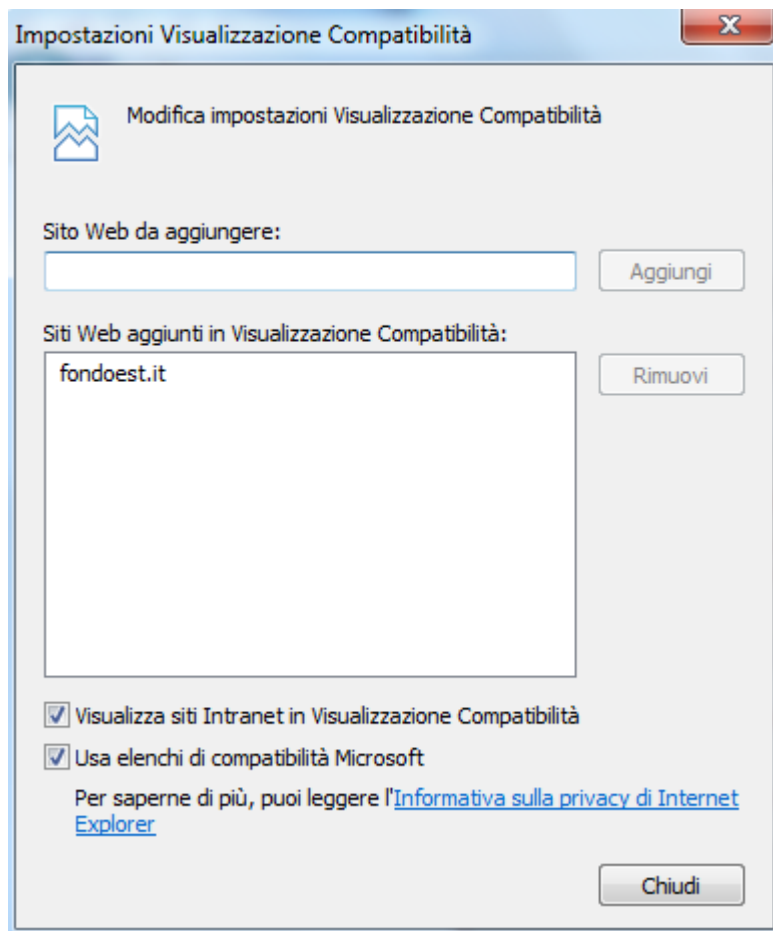 Impostazioni Visualizzazione Compatibilità
Modifica impostazioni Visualizzazione Compatibilità
Sito Web da aggiungere:
Aggiungi
Siti Web aggiunti in Visualizzazione Compatibilità:
fondoest.it
Rimuovi
Visualizza siti Intranet in Visualizzazione Compatibilità
Usa elenchi di compatibilità Microsoft
Per saperne di più, puoi leggere l'Informativa sulla privacy di Internet
Explorer
Chiudi